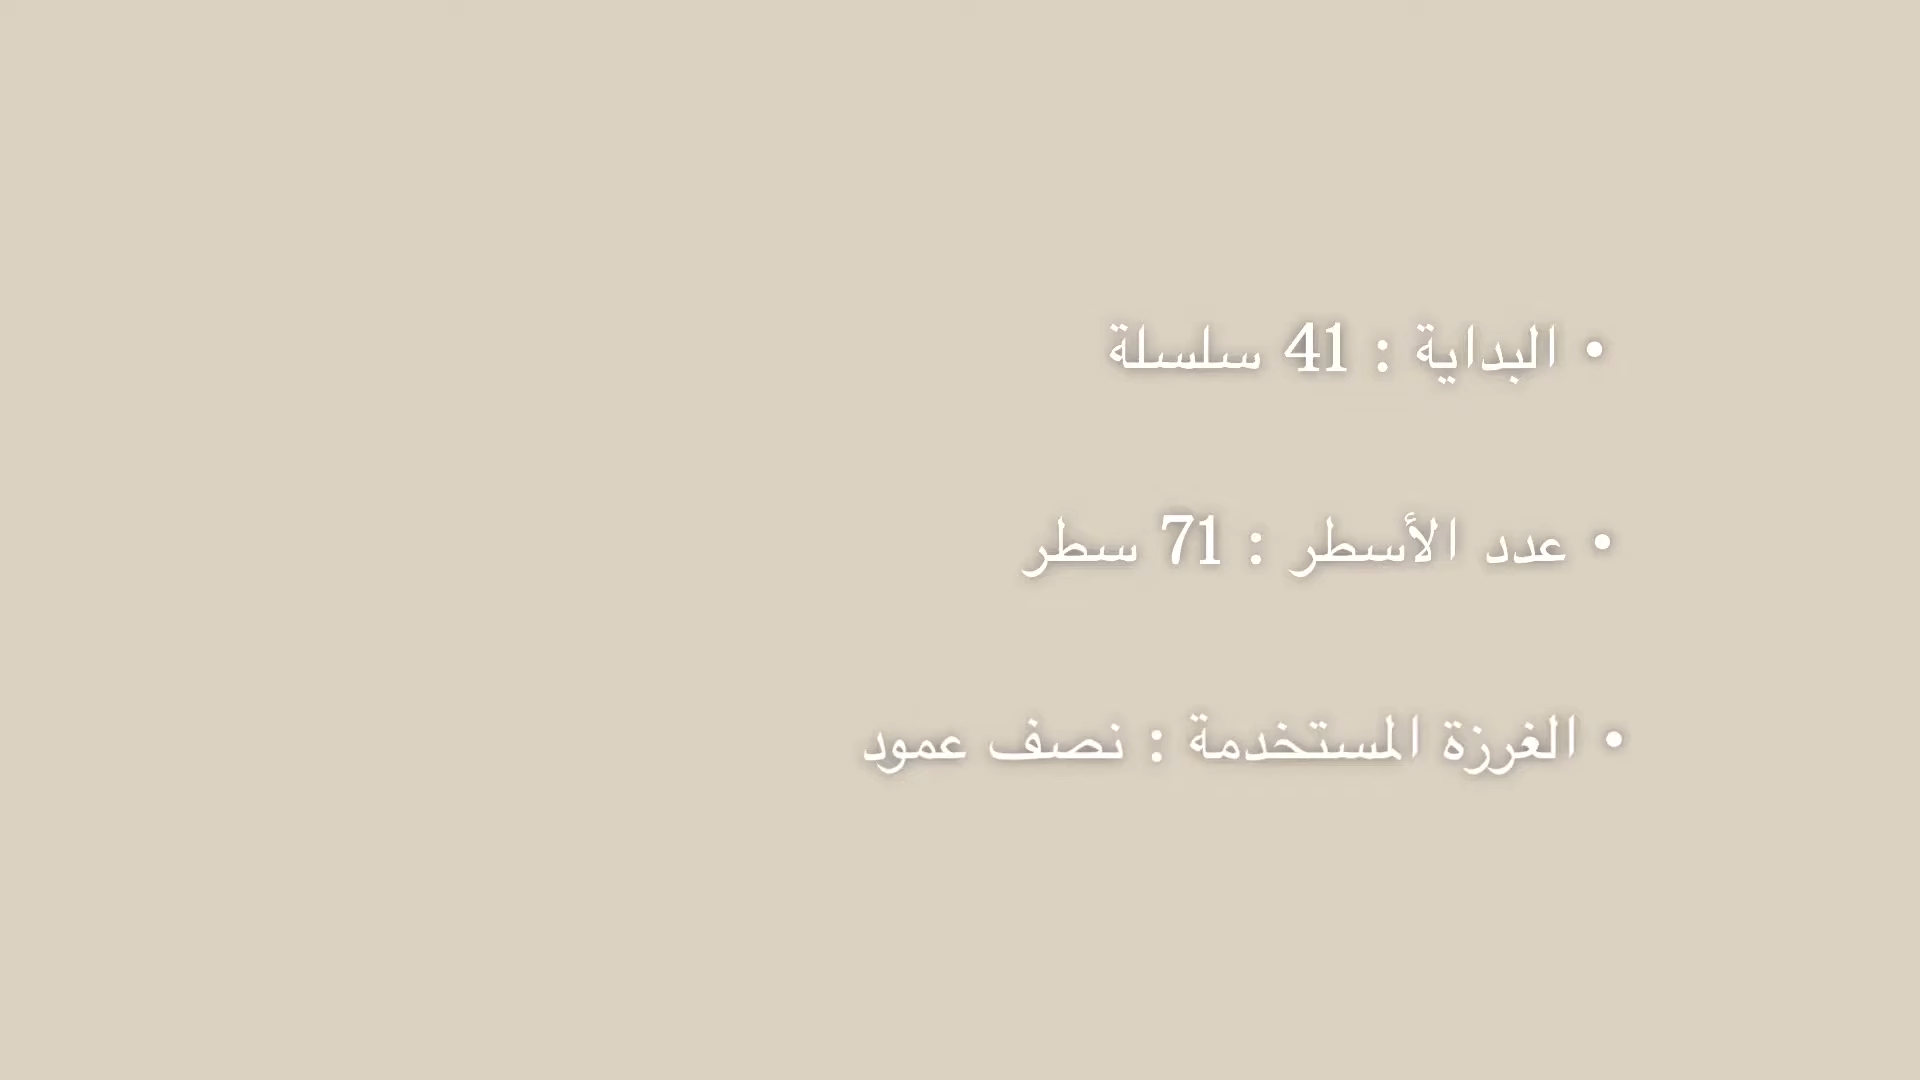 • البداية : 41 سلسلة
• عدد الأسطر : 71 سطر
• الغرزة المستخدمة : نصف عمود